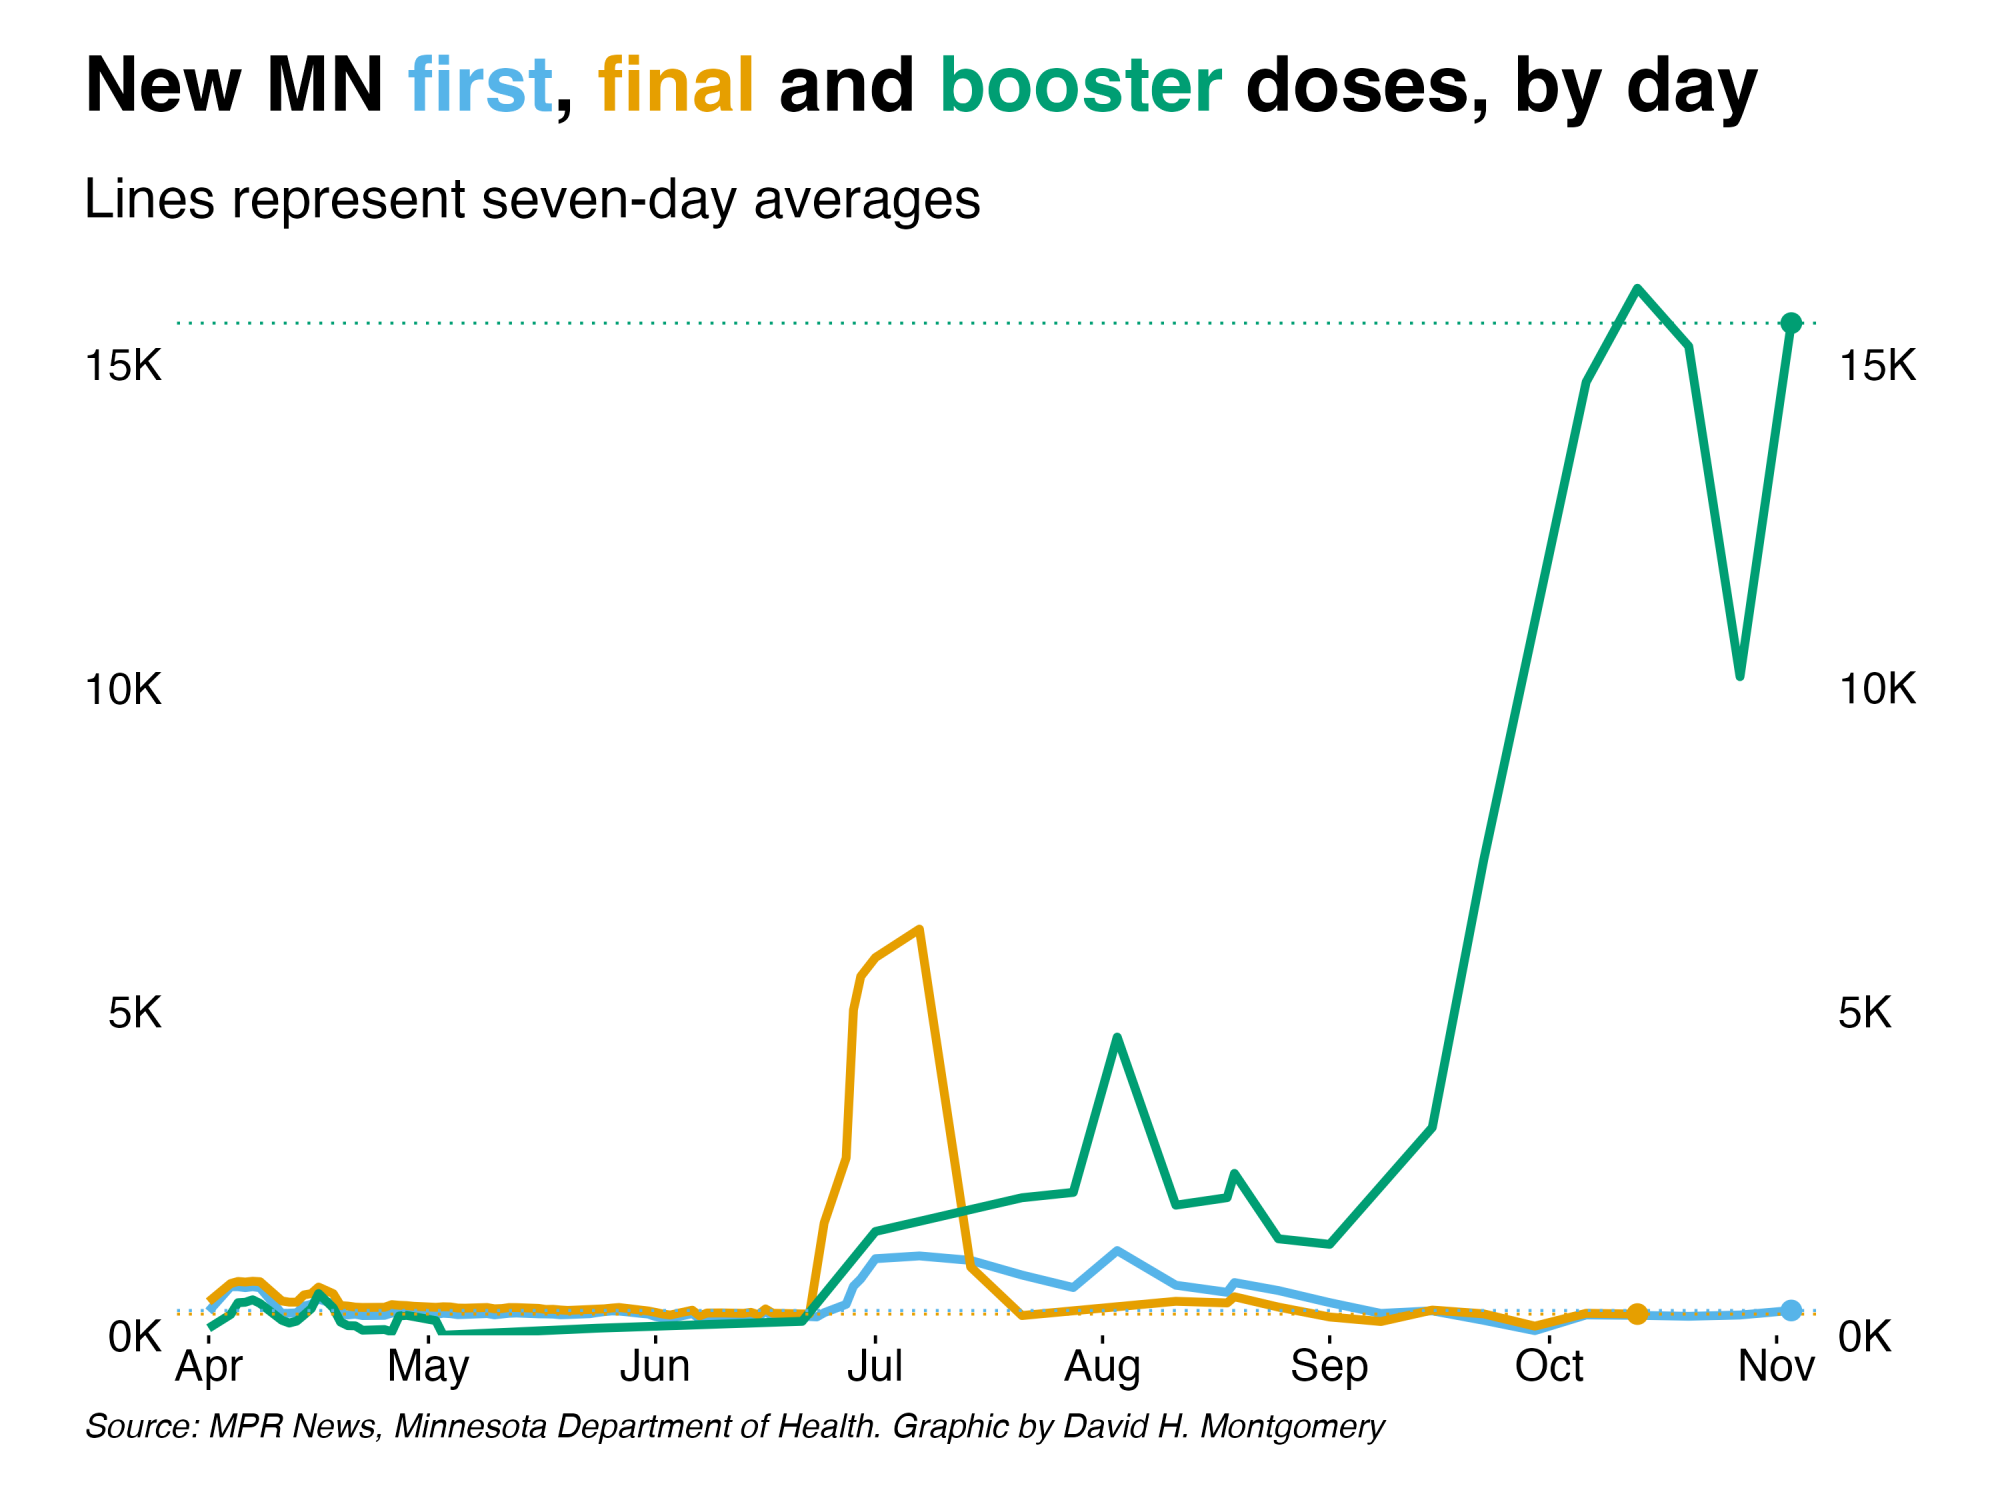 New MN first, final and booster doses, by day
Lines represent seven-day averages
15K 15K
10K 10K
5K 5K
0K 0K
Apr May Jun Jul Aug Sep Oct Nov
Source: MPR News, Minnesota Department of Health. Graphic by David H. Montgomery